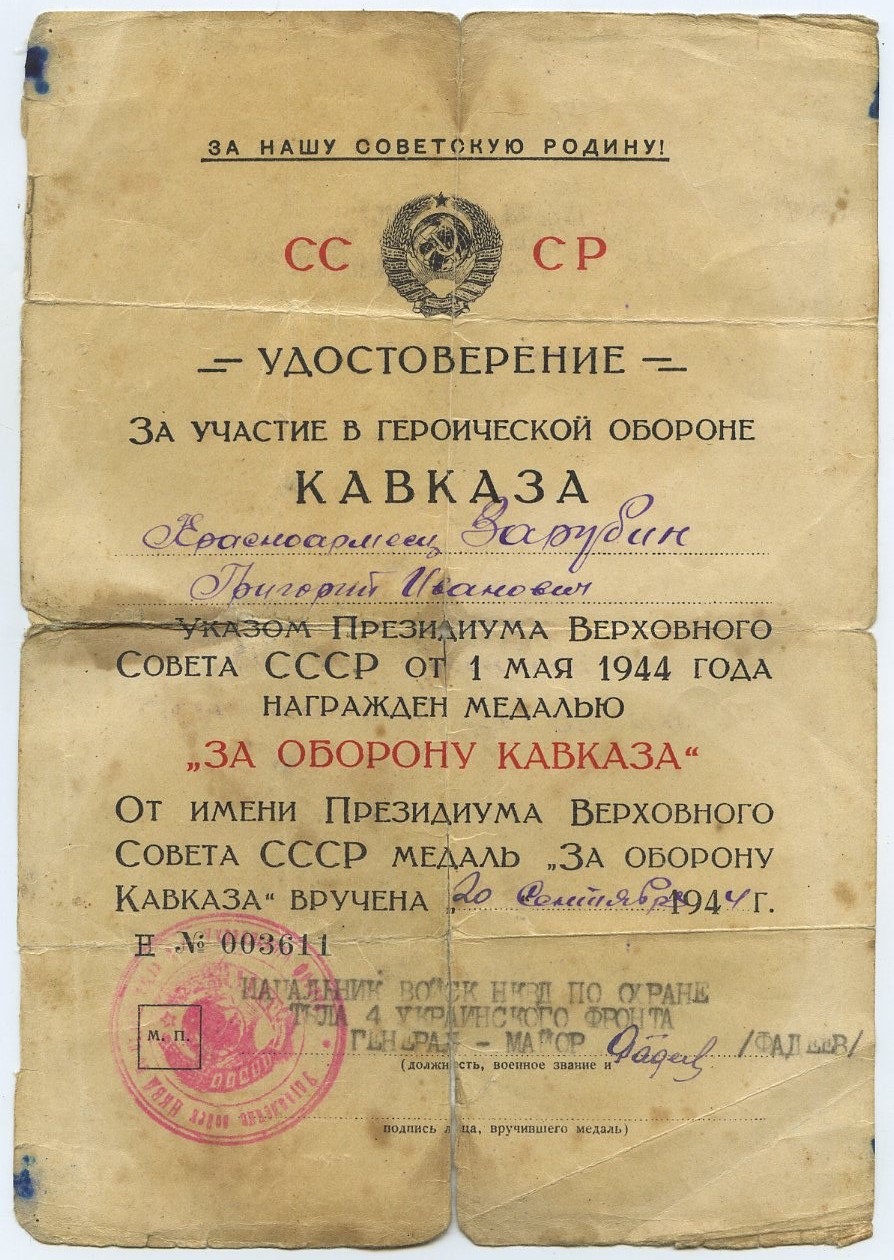 ЗА НАШУ СОВЕТСКУЮ РОДИНУ!
СС СР
УДОСТОВЕРЕНИЕ
ЗА УЧАСТИЕ В ГЕРОИЧЕСКОЙ ОБОРОНЕ
КАВКАЗА
Красноармеец Зарубин
Григорий Иванович
УКАЗОМ ПРЕЗИДИУМА ВЕРХОВНОГО
СОВЕТА СССР ОТ 1 МАЯ 1944 ГОДА
НАГРАЖДЕН МЕДАЛЬЮ
„ЗА ОБОРОНУ КАВКАЗА“
ОТ ИМЕНИ ПРЕЗИДИУМА ВЕРХОВНОГО
СОВЕТА СССР МЕДАЛЬ „ЗА ОБОРОНУ
КАВКАЗА“ ВРУЧЕНА „20 Сентября 1944 Г.
Н № 003611
НАЧАЛЬНИК ВОЙСК НКВД ПО ОХРАНЕ
ТЫЛА 4 УКРАИНСКОГО ФРОНТА
ГЕНЕРАЛ - МАЙОР Фадеев /ФАДЕЕВ/
М. П.
(должность, военное звание и
подпись лица, вручившего медаль)
войск НКВД